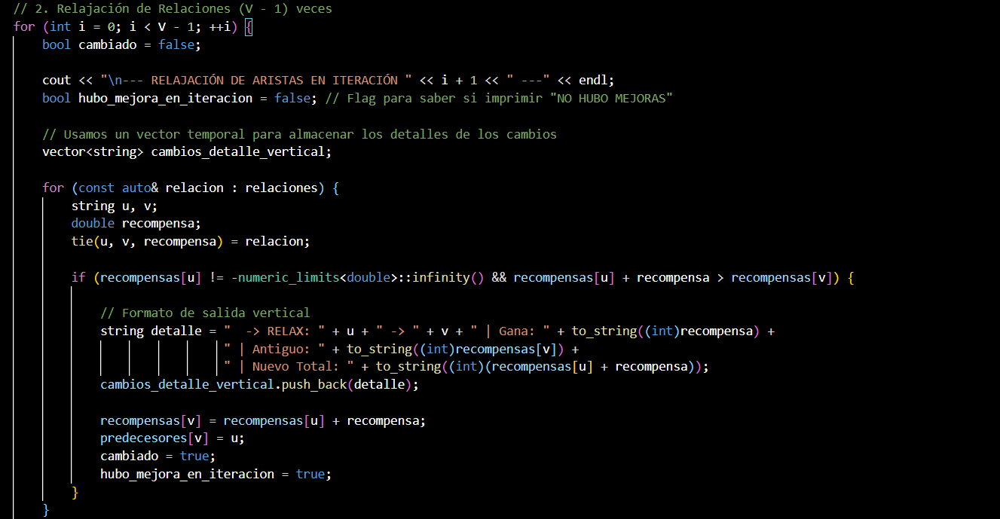 // 2. Relajación de Relaciones (V - 1) veces
for (int i = 0; i < V - 1; ++i) {
    bool cambiado = false;

    cout << "\n--- RELAJACIÓN DE ARISTAS EN ITERACIÓN " << i + 1 << " ---" << endl;
    bool hubo_mejora_en_iteracion = false; // Flag para saber si imprimir "NO HUBO MEJORAS"

    // Usamos un vector temporal para almacenar los detalles de los cambios
    vector<string> cambios_detalle_vertical;

    for (const auto& relacion : relaciones) {
        string u, v;
        double recompensa;
        tie(u, v, recompensa) = relacion;

        if (recompensas[u] != -numeric_limits<double>::infinity() && recompensas[u] + recompensa > recompensas[v]) {

            // Formato de salida vertical
            string detalle = "  -> RELAX: " + u + " -> " + v + " | Gana: " + to_string((int)recompensa) +
                             " | Antiguo: " + to_string((int)recompensas[v]) +
                             " | Nuevo Total: " + to_string((int)(recompensas[u] + recompensa));
            cambios_detalle_vertical.push_back(detalle);

            recompensas[v] = recompensas[u] + recompensa;
            predecesores[v] = u;
            cambiado = true;
            hubo_mejora_en_iteracion = true;
        }
    }